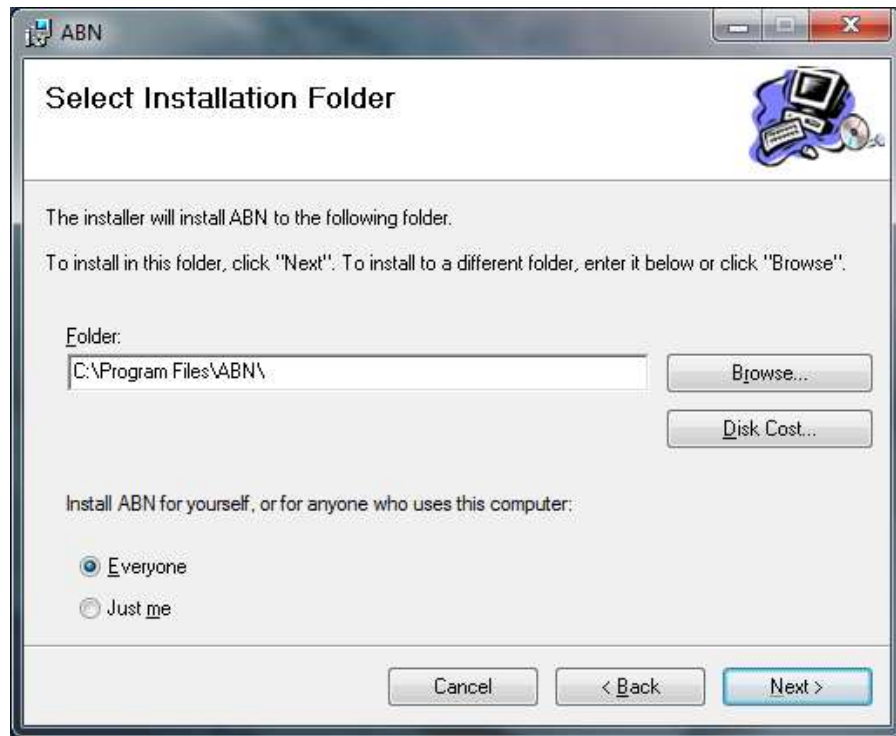 ABN
Select Installation Folder
The installer will install ABN to the following folder.
To install in this folder, click "Next". To install to a different folder, enter it below or click "Browse".
Folder:
C:\Program Files\ABN\
Browse...
Disk Cost...
Install ABN for yourself, or for anyone who uses this computer:
Everyone
Just me
Cancel
< Back
Next >